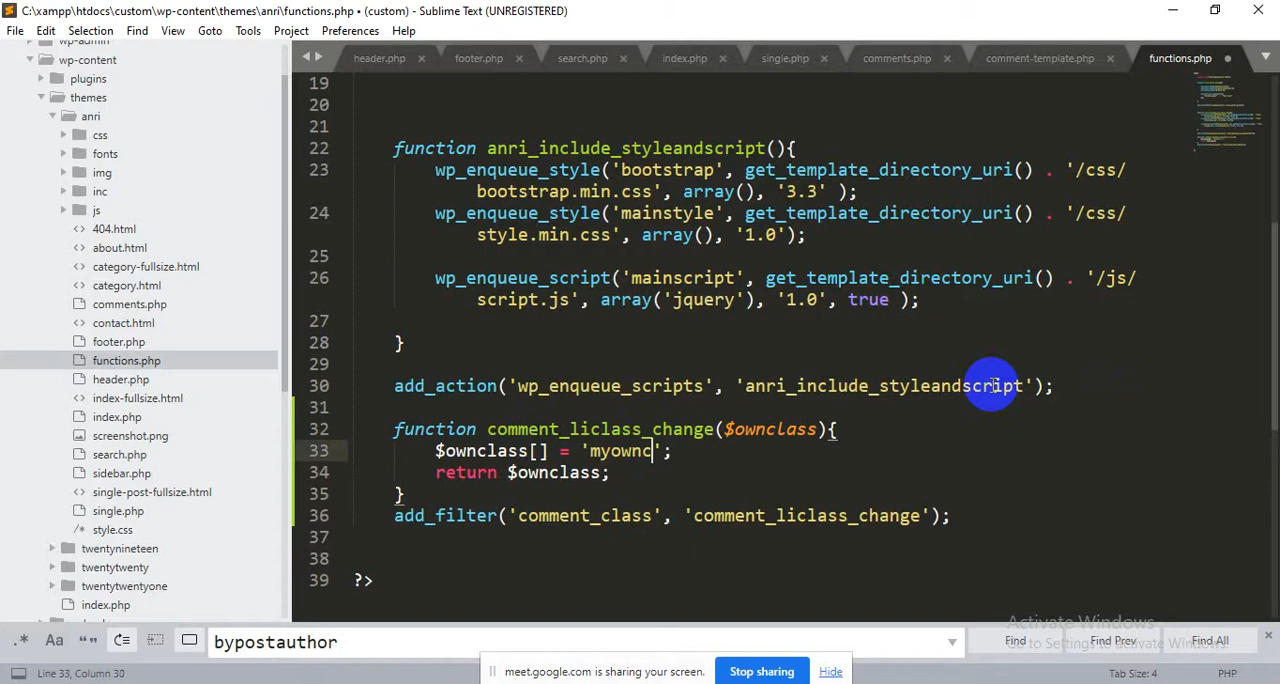 C:\xampp\htdocs\custom\wp-content\themes\anri\functions.php • (custom) - Sublime Text (UNREGISTERED)
File Edit Selection Find View Goto Tools Project Preferences Help
wp-admin
wp-content
plugins
themes
anri
css
fonts
img
inc
js
404.html
about.html
category-fullsize.html
category.html
comments.php
contact.html
footer.php
functions.php
header.php
index-fullsize.html
index.php
screenshot.png
search.php
sidebar.php
single-post-fullsize.html
single.php
style.css
twentynineteen
twentytwenty
twentytwentyone
index.php
header.php footer.php search.php index.php single.php comments.php comment-template.php functions.php
19
20
21
22 function anri_include_styleandscript(){
23 wp_enqueue_style('bootstrap', get_template_directory_uri() . '/css/
bootstrap.min.css', array(), '3.3' );
24 wp_enqueue_style('mainstyle', get_template_directory_uri() . '/css/
style.min.css', array(), '1.0');
25
26 wp_enqueue_script('mainscript', get_template_directory_uri() . '/js/
script.js', array('jquery'), '1.0', true );
27
28 }
29
30 add_action('wp_enqueue_scripts', 'anri_include_styleandscript');
31
32 function comment_liclass_change($ownclass){
33 $ownclass[] = 'myownc';
34 return $ownclass;
35 }
36 add_filter('comment_class', 'comment_liclass_change');
37
38
39 ?>
Activate Windows
Go to Settings to activate Windows.
.* Aa “” bypostauthor Find Find Prev Find All
Line 33, Column 30 meet.google.com is sharing your screen. Stop sharing Hide Tab Size: 4 PHP